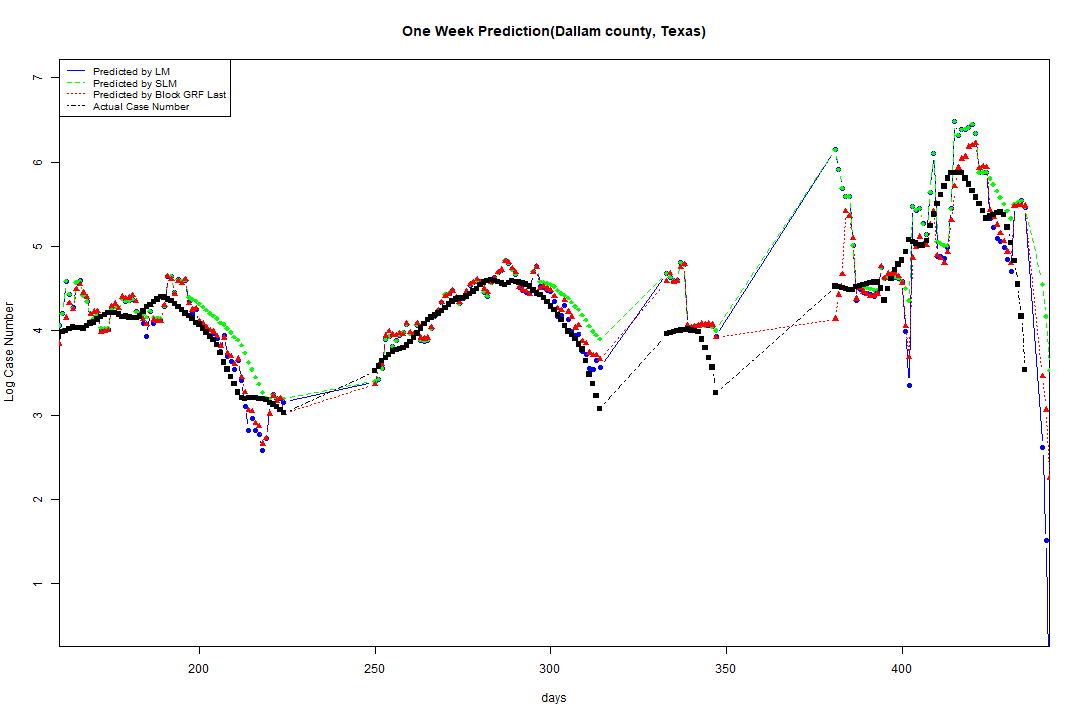 One Week Prediction(Dallam county, Texas)
Predicted by LM
Predicted by SLM
Predicted by Block GRF Last
Actual Case Number
Log Case Number
7
6
5
4
3
2
1
200 250 300 350 400
days